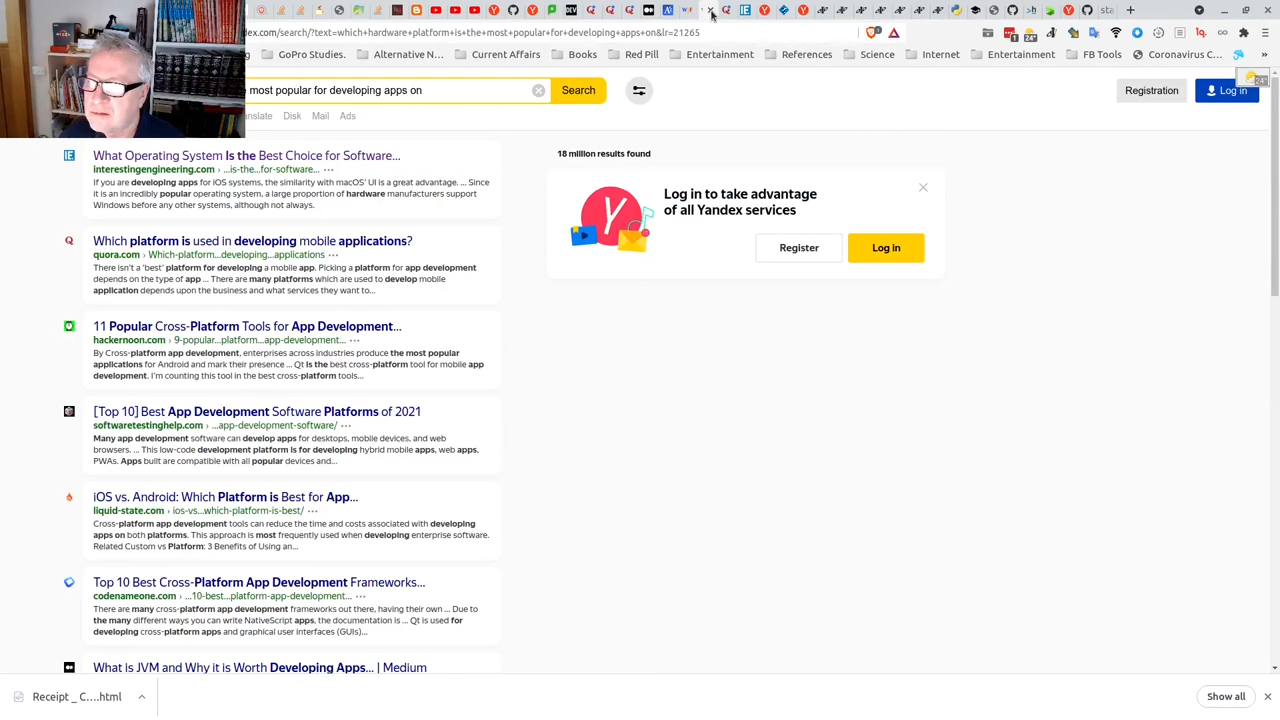 dex.com/search/?text=which+hardware+platform+is+the+most+popular+for+developing+apps+on&lr=21265
GoPro Studies. Alternative N... Current Affairs Books Red Pill Entertainment References Science Internet Entertainment FB Tools Coronavirus C...
most popular for developing apps on Search Registration Log in
anslate Disk Mail Ads
18 million results found
What Operating System Is the Best Choice for Software...
interestingengineering.com › ...is-the...for-software... ···
If you are developing apps for iOS systems, the similarity with macOS' UI is a great advantage. ... Since
it is an incredibly popular operating system, a large proportion of hardware manufacturers support
Windows before any other systems, although not always.
Which platform is used in developing mobile applications?
quora.com › Which-platform...developing...applications ···
There isn't a 'best' platform for developing a mobile app. Picking a platform for app development
depends on the type of app ... There are many platforms which are used to develop mobile
application depends upon the business and what services they want to...
11 Popular Cross-Platform Tools for App Development...
hackernoon.com › 9-popular...platform...app-development... ···
By Cross-platform app development, enterprises across industries produce the most popular
applications for Android and mark their presence ... Qt is the best cross-platform tool for mobile app
development. I'm counting this tool in the best cross-platform tools...
[Top 10] Best App Development Software Platforms of 2021
softwaretestinghelp.com › ...app-development-software/ ···
Many app development software can develop apps for desktops, mobile devices, and web
browsers. ... This low-code development platform is for developing hybrid mobile apps, web apps,
PWAs. Apps built are compatible with all popular devices and...
iOS vs. Android: Which Platform is Best for App...
liquid-state.com › ios-vs...which-platform-is-best/ ···
Cross-platform app development tools can reduce the time and costs associated with developing
apps on both platforms. This approach is most frequently used when developing enterprise software.
Related Custom vs Platform: 3 Benefits of Using an...
Top 10 Best Cross-Platform App Development Frameworks...
codenameone.com › ...10-best...platform-app-development... ···
There are many cross-platform app development frameworks out there, having their own ... Due to
the many different ways you can write NativeScript apps, the documentation is ... Qt is used for
developing cross-platform apps and graphical user interfaces (GUIs)...
What is JVM and Why it is Worth Developing Apps... | Medium
Log in to take advantage
of all Yandex services
Register Log in
Receipt _ C....html Show all